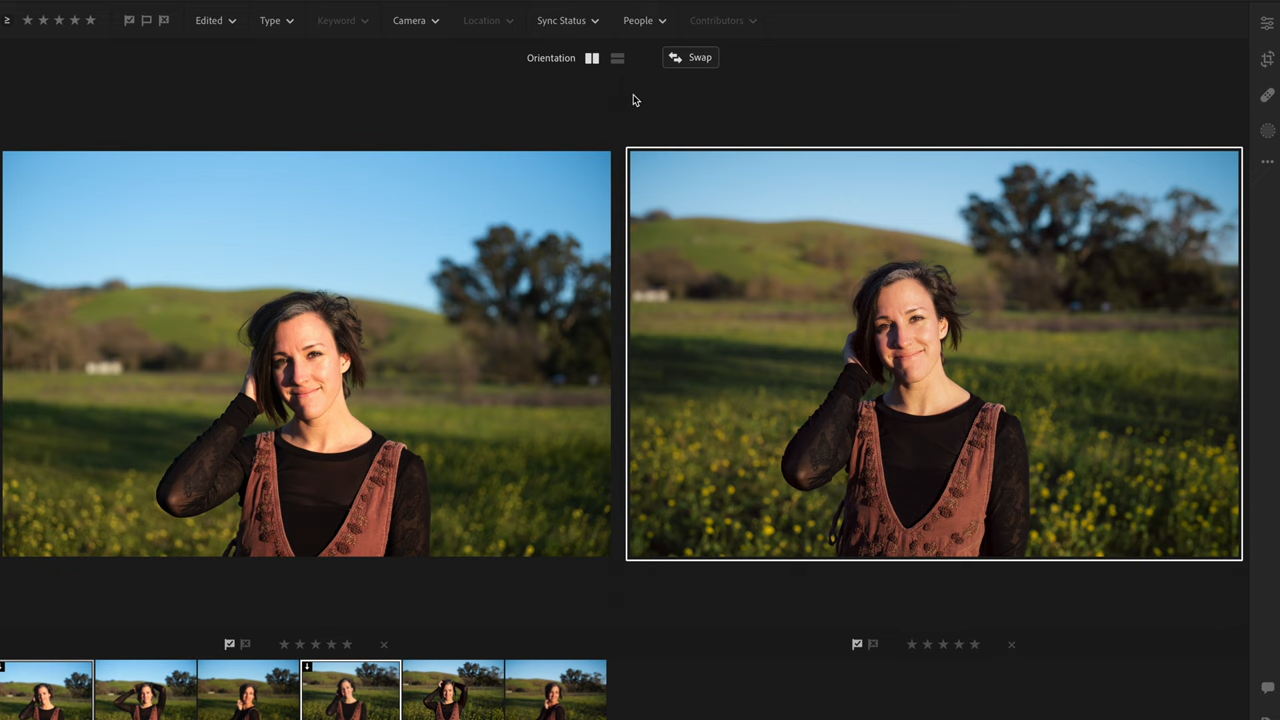 ≥ Edited Type Keyword Camera Location Sync Status People Contributors
Orientation Swap